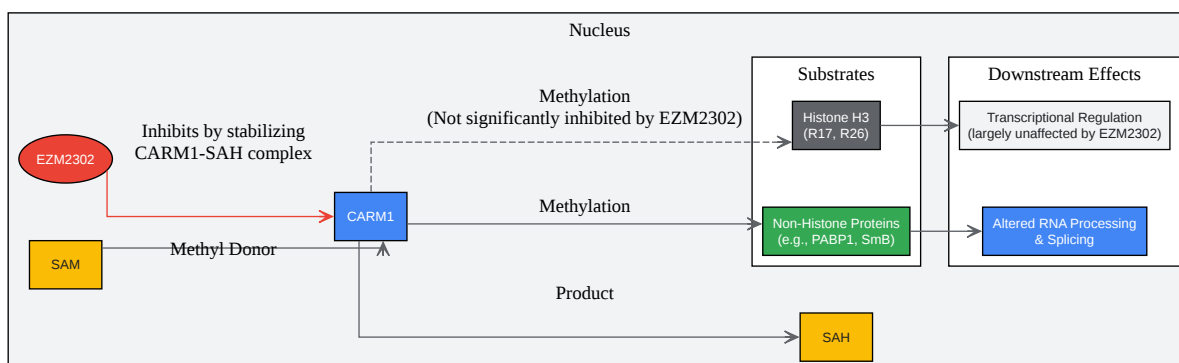 Nucleus
Substrates
Downstream Effects
Methylation
(Not significantly inhibited by EZM2302)
Histone H3
(R17, R26)
Transcriptional Regulation
(largely unaffected by EZM2302)
Inhibits by stabilizing
CARM1-SAH complex
EZM2302
CARM1
Methylation
Non-Histone Proteins
(e.g., PABP1, SmB)
Altered RNA Processing
& Splicing
SAM
Methyl Donor
Product
SAH